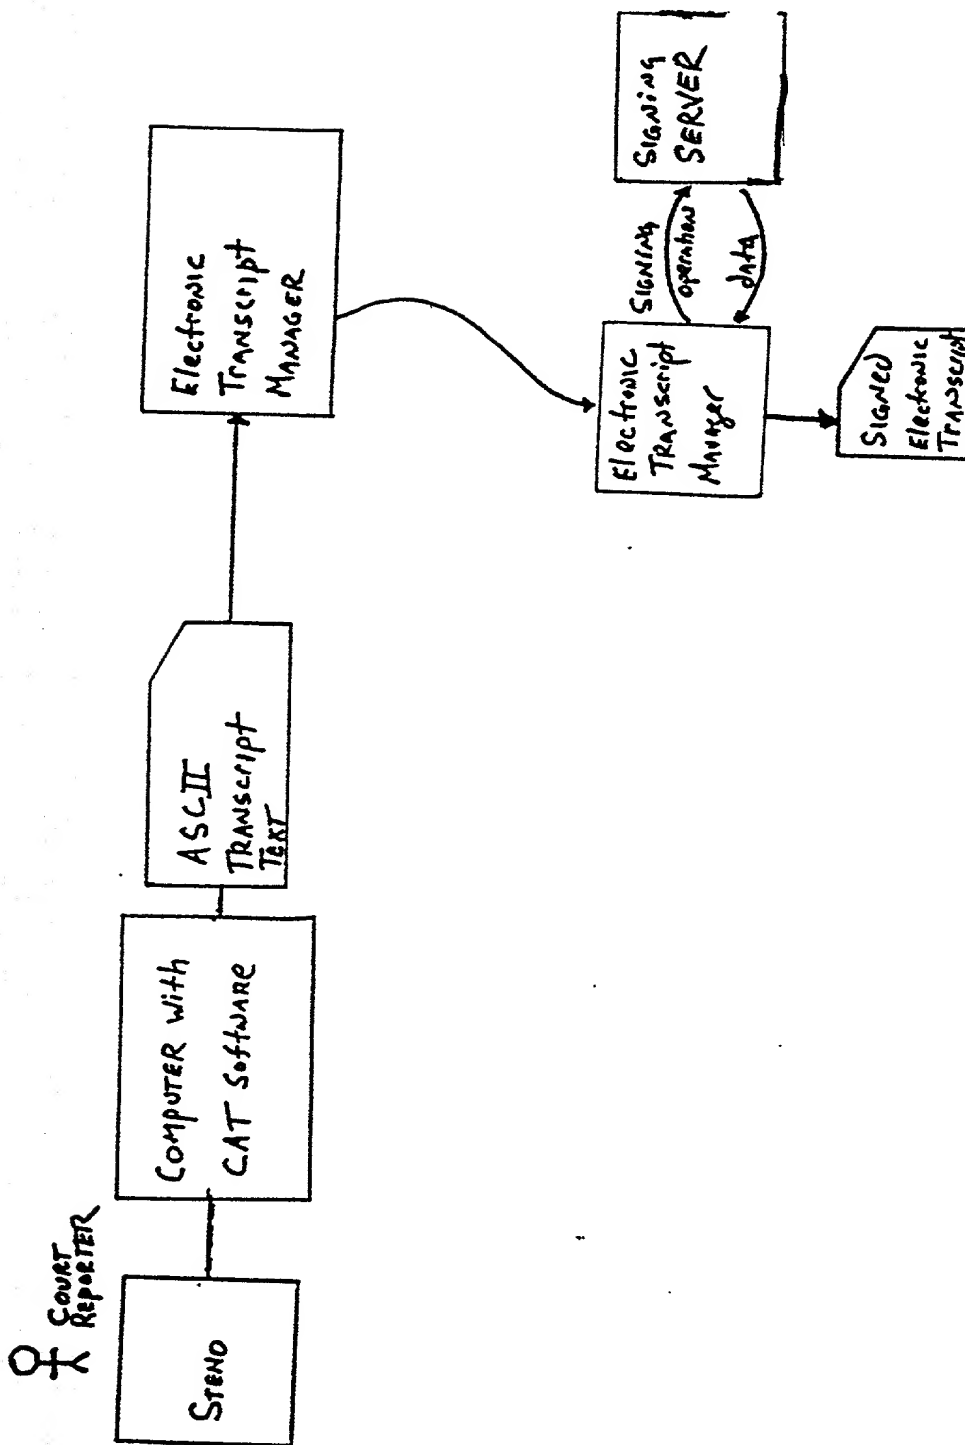 COURT
REPORTER
STENO
COMPUTER with
CAT Software
ASCII
TRANSCRIPT
TEXT
Electronic
TRANSCRIPT
MANAGER
Electronic
TRANSCRIPT
MANAGER
SIGNING
operation
data
SIGNING
SERVER
SIGNED
Electronic
TRANSCRIPT